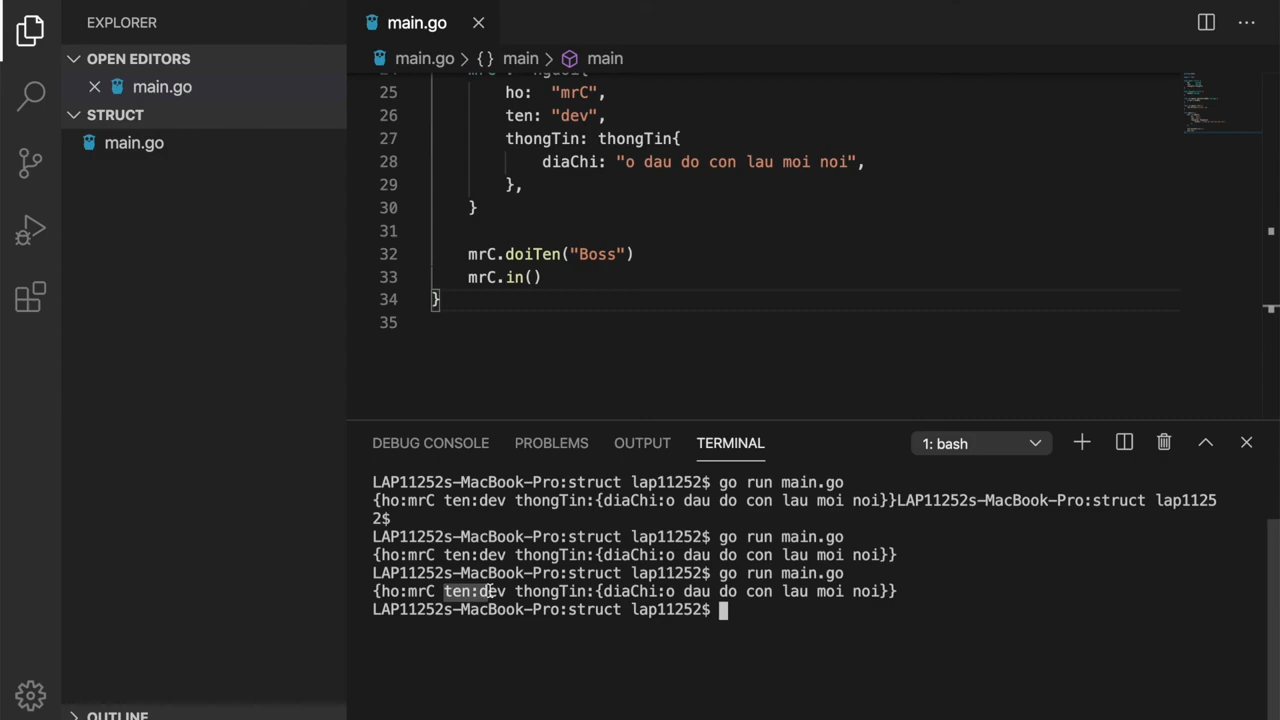 EXPLORER
OPEN EDITORS
main.go
STRUCT
main.go
OUTLINE
main.go
main.go > {} main > main
25 ho: "mrC",
26 ten: "dev",
27 thongTin: thongTin{
28 diaChi: "o dau do con lau moi noi",
29 },
30 }
31
32 mrC.doiTen("Boss")
33 mrC.in()
34 }
35
DEBUG CONSOLE PROBLEMS OUTPUT TERMINAL 1: bash
LAP11252s-MacBook-Pro:struct lap11252$ go run main.go
{ho:mrC ten:dev thongTin:{diaChi:o dau do con lau moi noi}}LAP11252s-MacBook-Pro:struct lap1125
2$
LAP11252s-MacBook-Pro:struct lap11252$ go run main.go
{ho:mrC ten:dev thongTin:{diaChi:o dau do con lau moi noi}}
LAP11252s-MacBook-Pro:struct lap11252$ go run main.go
{ho:mrC ten:dev thongTin:{diaChi:o dau do con lau moi noi}}
LAP11252s-MacBook-Pro:struct lap11252$